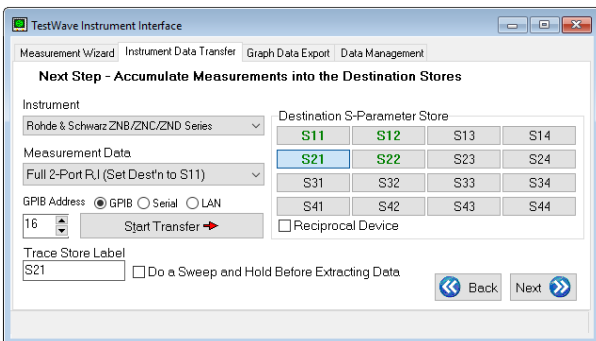 TestWave Instrument Interface
Measurement Wizard Instrument Data Transfer Graph Data Export Data Management
Next Step - Accumulate Measurements into the Destination Stores
Instrument
Rohde & Schwarz ZNB/ZNC/ZND Series
Measurement Data
Full 2-Port R,I (Set Dest'n to S11)
GPIB Address GPIB Serial LAN
16 Start Transfer
Trace Store Label
S21 Do a Sweep and Hold Before Extracting Data
Destination S-Parameter Store
S11 S12 S13 S14
S21 S22 S23 S24
S31 S32 S33 S34
S41 S42 S43 S44
Reciprocal Device
Back Next